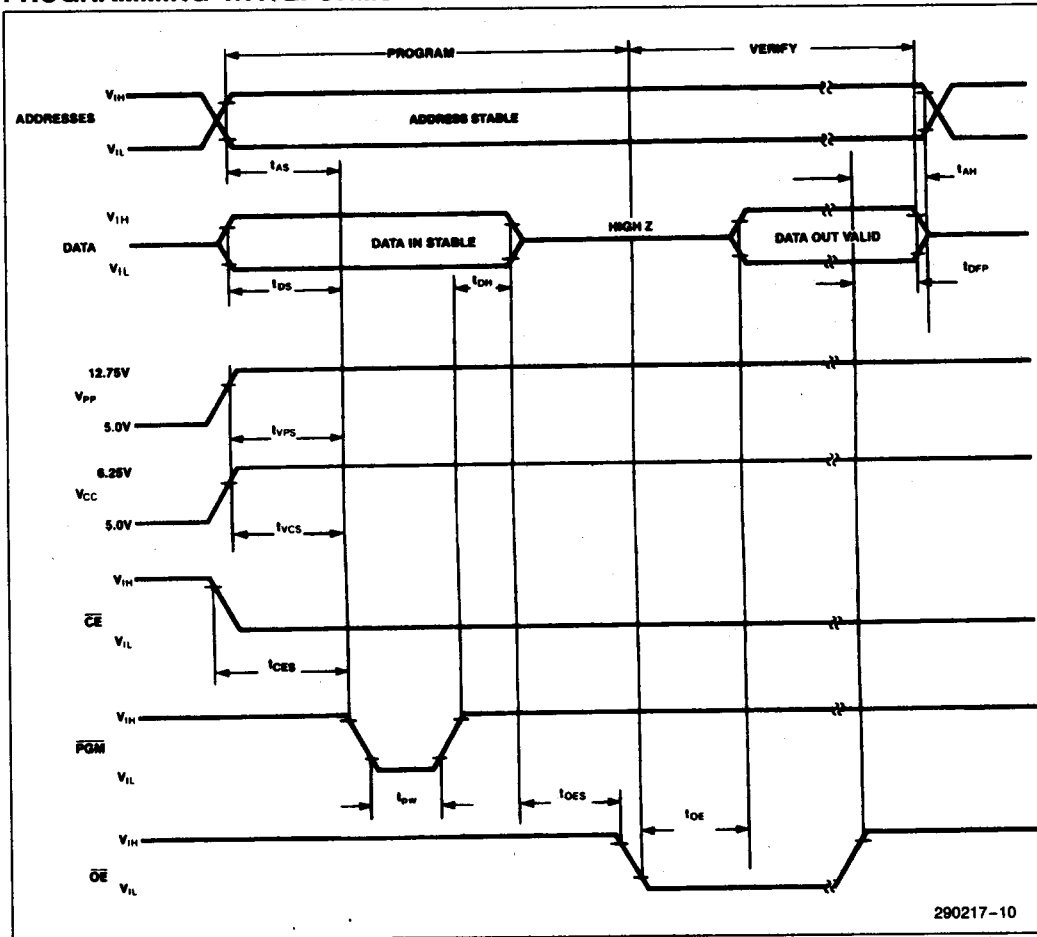 PROGRAM
VERIFY
ADDRESSES
VIH
VIL
ADDRESS STABLE
tAS
tAH
DATA
VIH
VIL
DATA IN STABLE
HIGH Z
DATA OUT VALID
tDS
tDH
tDFP
12.75V
VPP
5.0V
tVPS
6.25V
VCC
5.0V
tVCS
VIH
CE
VIL
tCES
VIH
PGM
VIL
tPW
tOES
tOE
VIH
OE
VIL
290217-10